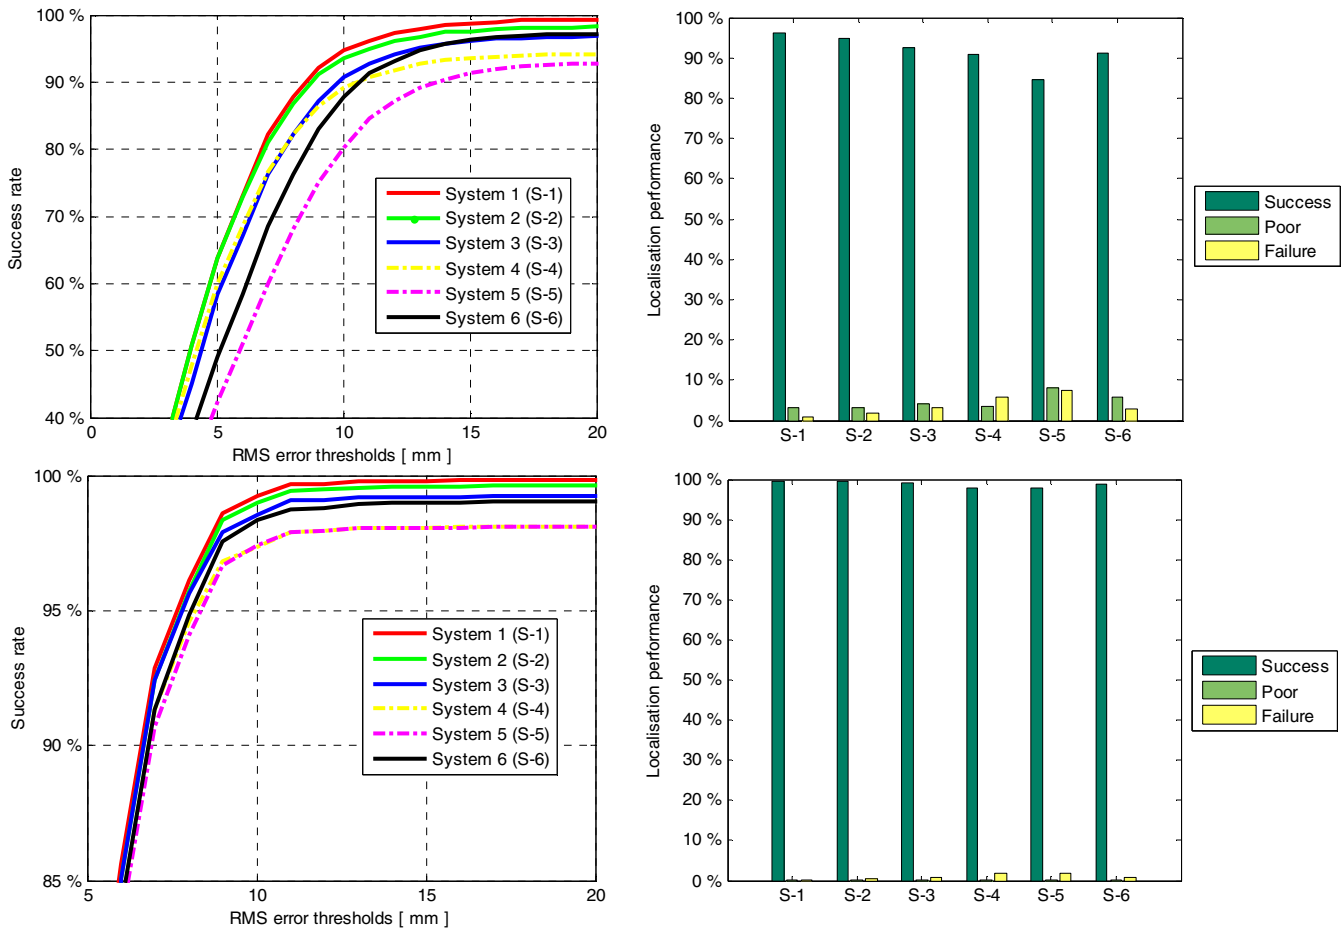 100 %
90 %
80 %
70 %
60 %
50 %
40 %
Success rate
0
5
10
15
20
RMS error thresholds [ mm ]
System 1 (S-1)
System 2 (S-2)
System 3 (S-3)
System 4 (S-4)
System 5 (S-5)
System 6 (S-6)
100 %
90 %
80 %
70 %
60 %
50 %
40 %
30 %
20 %
10 %
0 %
Localisation performance
S-1
S-2
S-3
S-4
S-5
S-6
Success
Poor
Failure
100 %
95 %
90 %
85 %
Success rate
5
10
15
20
RMS error thresholds [ mm ]
System 1 (S-1)
System 2 (S-2)
System 3 (S-3)
System 4 (S-4)
System 5 (S-5)
System 6 (S-6)
100 %
90 %
80 %
70 %
60 %
50 %
40 %
30 %
20 %
10 %
0 %
Localisation performance
S-1
S-2
S-3
S-4
S-5
S-6
Success
Poor
Failure